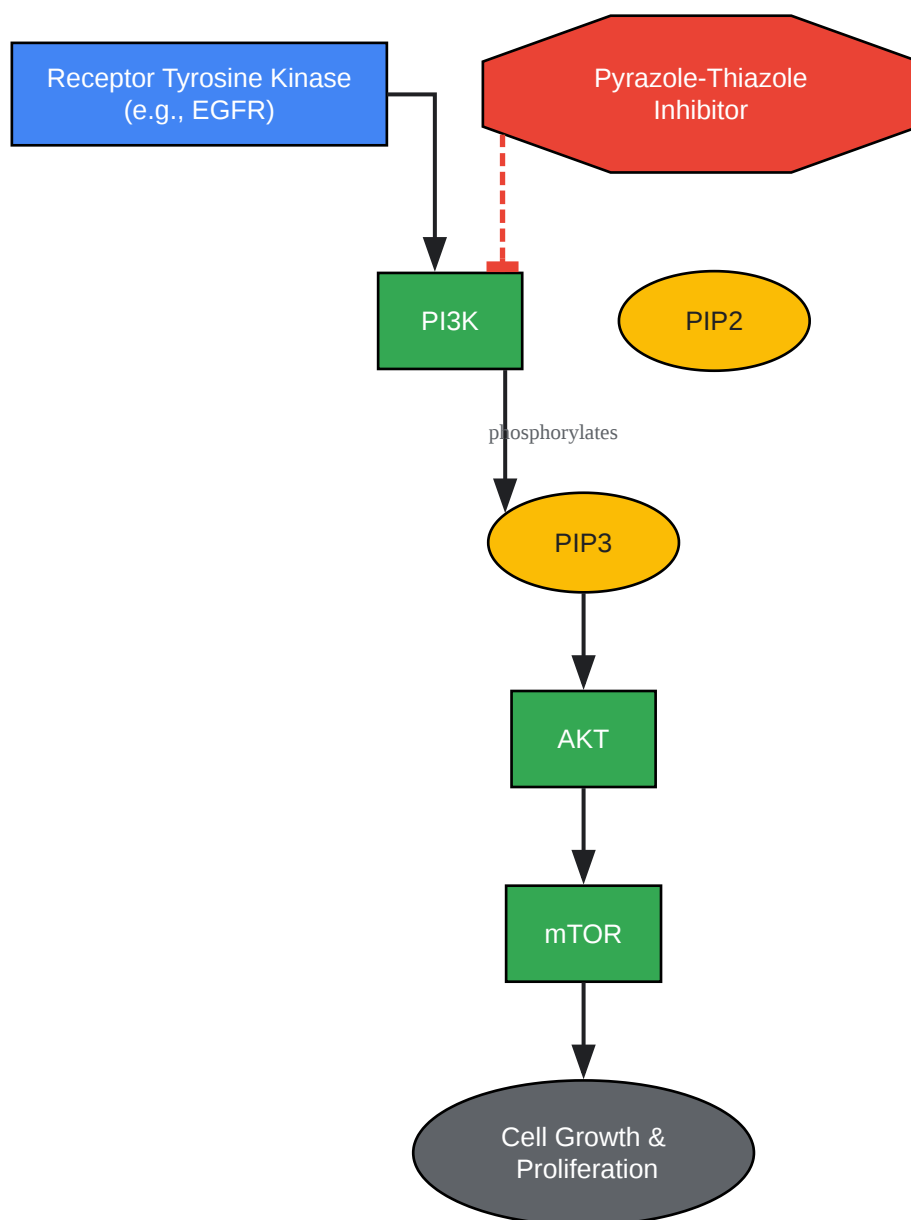 Receptor Tyrosine Kinase
(e.g., EGFR)
Pyrazole-Thiazole
Inhibitor
PI3K
PIP2
phosphorylates
PIP3
AKT
mTOR
Cell Growth &
Proliferation